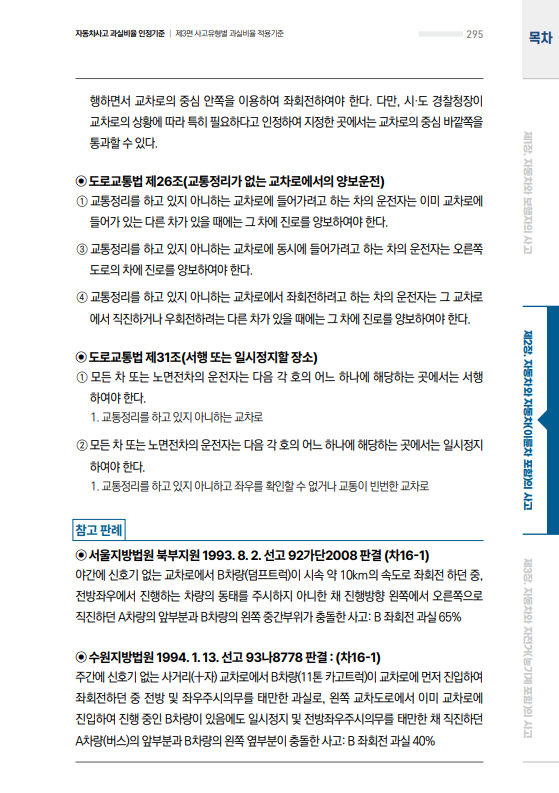 자동차사고 과실비율 인정기준 | 제3편 사고유형별 과실비율 적용기준
295
목차
행하면서 교차로의 중심 안쪽을 이용하여 좌회전하여야 한다. 다만, 시·도 경찰청장이
교차로의 상황에 따라 특히 필요하다고 인정하여 지정한 곳에서는 교차로의 중심 바깥쪽을
통과할 수 있다.
◉ 도로교통법 제26조(교통정리가 없는 교차로에서의 양보운전)
① 교통정리를 하고 있지 아니하는 교차로에 들어가려고 하는 차의 운전자는 이미 교차로에
들어가 있는 다른 차가 있을 때에는 그 차에 진로를 양보하여야 한다.
③ 교통정리를 하고 있지 아니하는 교차로에 동시에 들어가려고 하는 차의 운전자는 오른쪽
도로의 차에 진로를 양보하여야 한다.
④ 교통정리를 하고 있지 아니하는 교차로에서 좌회전하려고 하는 차의 운전자는 그 교차로
에서 직진하거나 우회전하려는 다른 차가 있을 때에는 그 차에 진로를 양보하여야 한다.
◉ 도로교통법 제31조(서행 또는 일시정지할 장소)
① 모든 차 또는 노면전차의 운전자는 다음 각 호의 어느 하나에 해당하는 곳에서는 서행
하여야 한다.
1. 교통정리를 하고 있지 아니하는 교차로
② 모든 차 또는 노면전차의 운전자는 다음 각 호의 어느 하나에 해당하는 곳에서는 일시정지
하여야 한다.
1. 교통정리를 하고 있지 아니하고 좌우를 확인할 수 없거나 교통이 빈번한 교차로
참고 판례
◉ 서울지방법원 북부지원 1993. 8. 2. 선고 92가단2008 판결 (차16-1)
야간에 신호기 없는 교차로에서 B차량(덤프트럭)이 시속 약 10km의 속도로 좌회전 하던 중,
전방좌우에서 진행하는 차량의 동태를 주시하지 아니한 채 진행방향 왼쪽에서 오른쪽으로
직진하던 A차량의 앞부분과 B차량의 왼쪽 중간부위가 충돌한 사고: B 좌회전 과실 65%
◉ 수원지방법원 1994. 1. 13. 선고 93나8778 판결 : (차16-1)
주간에 신호기 없는 사거리(十자) 교차로에서 B차량(11톤 카고트럭)이 교차로에 먼저 진입하여
좌회전하던 중 전방 및 좌우주시의무를 태만한 과실로, 왼쪽 교차도로에서 이미 교차로에
진입하여 진행 중인 B차량이 있음에도 일시정지 및 전방좌우주시의무를 태만한 채 직진하던
A차량(버스)의 앞부분과 B차량의 왼쪽 옆부분이 충돌한 사고: B 좌회전 과실 40%
제1장. 자동차와 보행자의 사고
제2장. 자동차와 자동차(이륜차 포함)의 사고
제3장. 자동차와 자전거(농기계 포함)의 사고